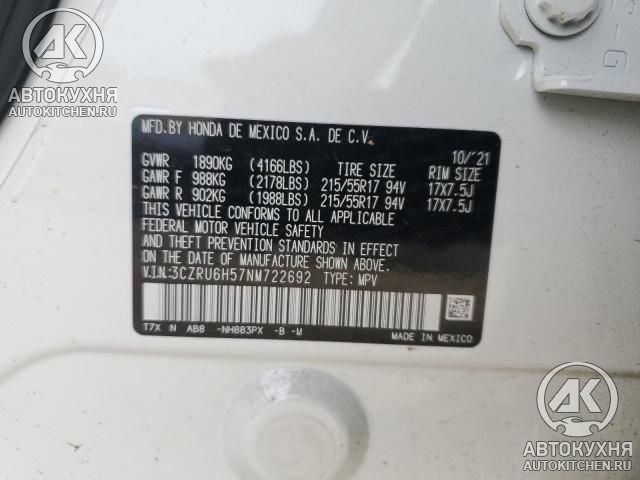 АК
АВТОКУХНЯ
AUTOKITCHEN.RU
MFD.BY HONDA DE MEXICO S.A. DE C.V.
10/'21
GVWR 1890KG (4166LBS) TIRE SIZE RIM SIZE
GAWR F 988KG (2178LBS) 215/55R17 94V 17X7.5J
GAWR R 902KG (1988LBS) 215/55R17 94V 17X7.5J
THIS VEHICLE CONFORMS TO ALL APPLICABLE
FEDERAL MOTOR VEHICLE SAFETY
AND THEFT PREVENTION STANDARDS IN EFFECT
ON THE DATE OF MANUFACTURE SHOWN ABOVE.
V.I.N.:3CZRU6H57NM722692 TYPE: MPV
T7X N AB8 -NH883PX -B -M
MADE IN MEXICO
АК
АВТОКУХНЯ
AUTOKITCHEN.RU